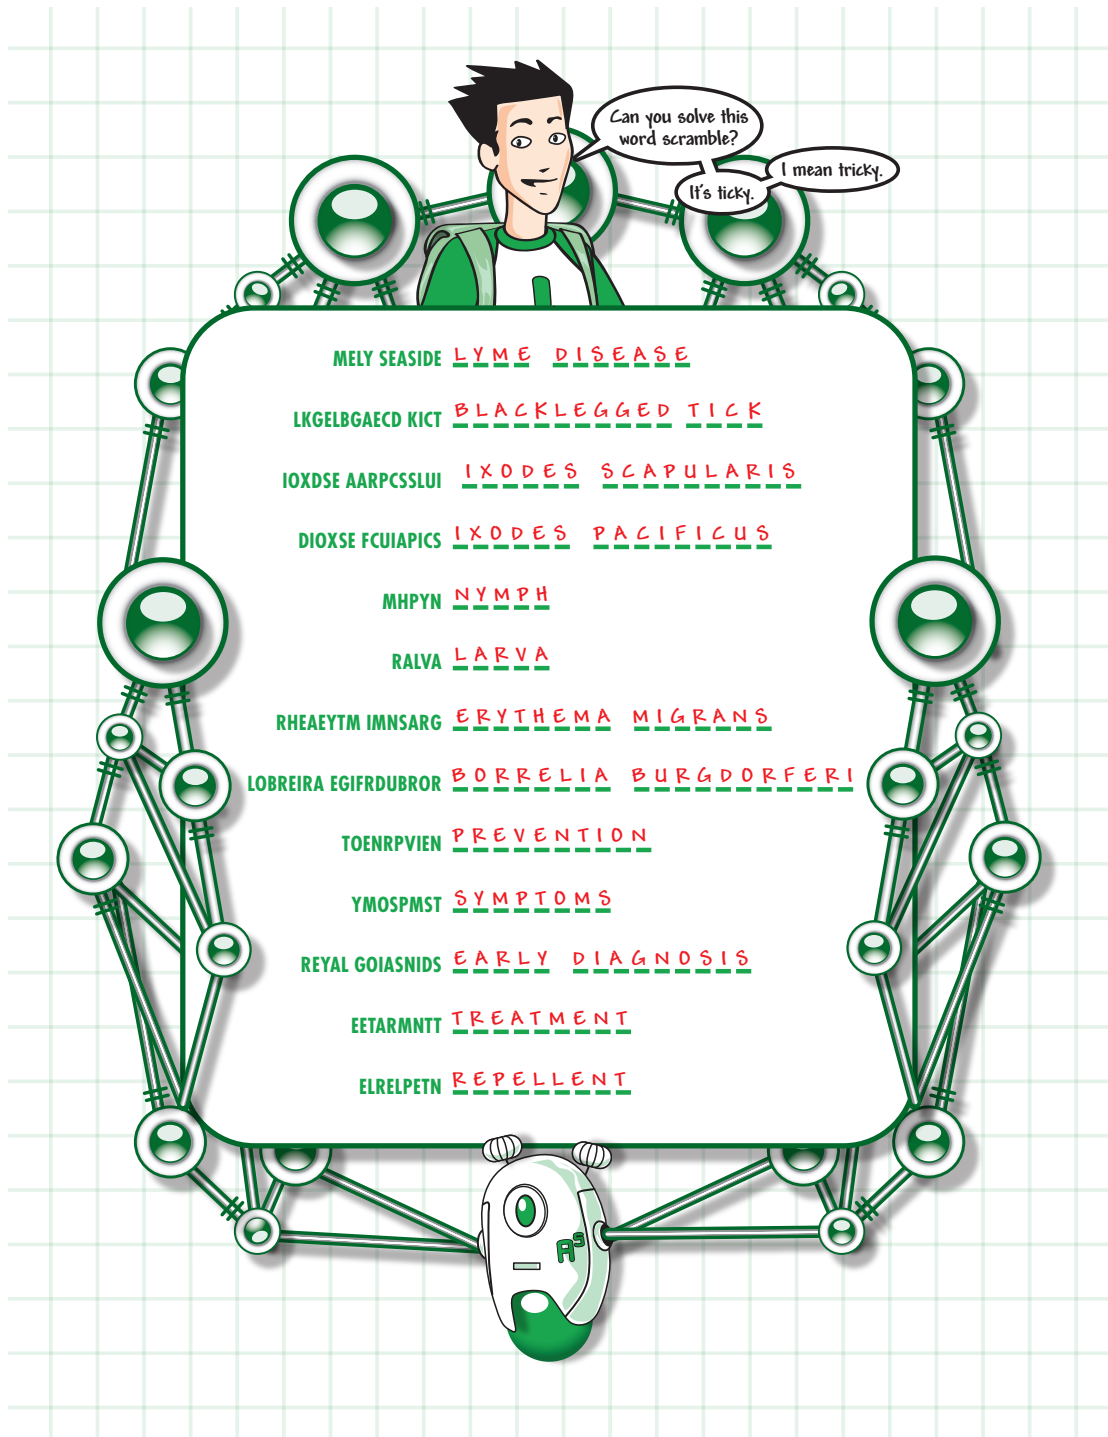 Can you solve this
word scramble?
It's ticky.
I mean tricky.
MELY SEASIDE LYME DISEASE
LKGELBGAECD KICT BLACKLEGGED TICK
IOXDSE AARPCSSLUI IXODES SCAPULARIS
DIOXSE FCUIAPICS IXODES PACIFICUS
MHPYN NYMPH
RALVA LARVA
RHEAEYTM IMNSARG ERYTHEMA MIGRANS
LOBREIRA EGIFRDUBROR BORRELIA BURGDORFERI
TOENRPVIEN PREVENTION
YMOSPMST SYMPTOMS
REYAL GOIASNIDS EARLY DIAGNOSIS
EETARMNTT TREATMENT
ELRELPETN REPELLENT
AS